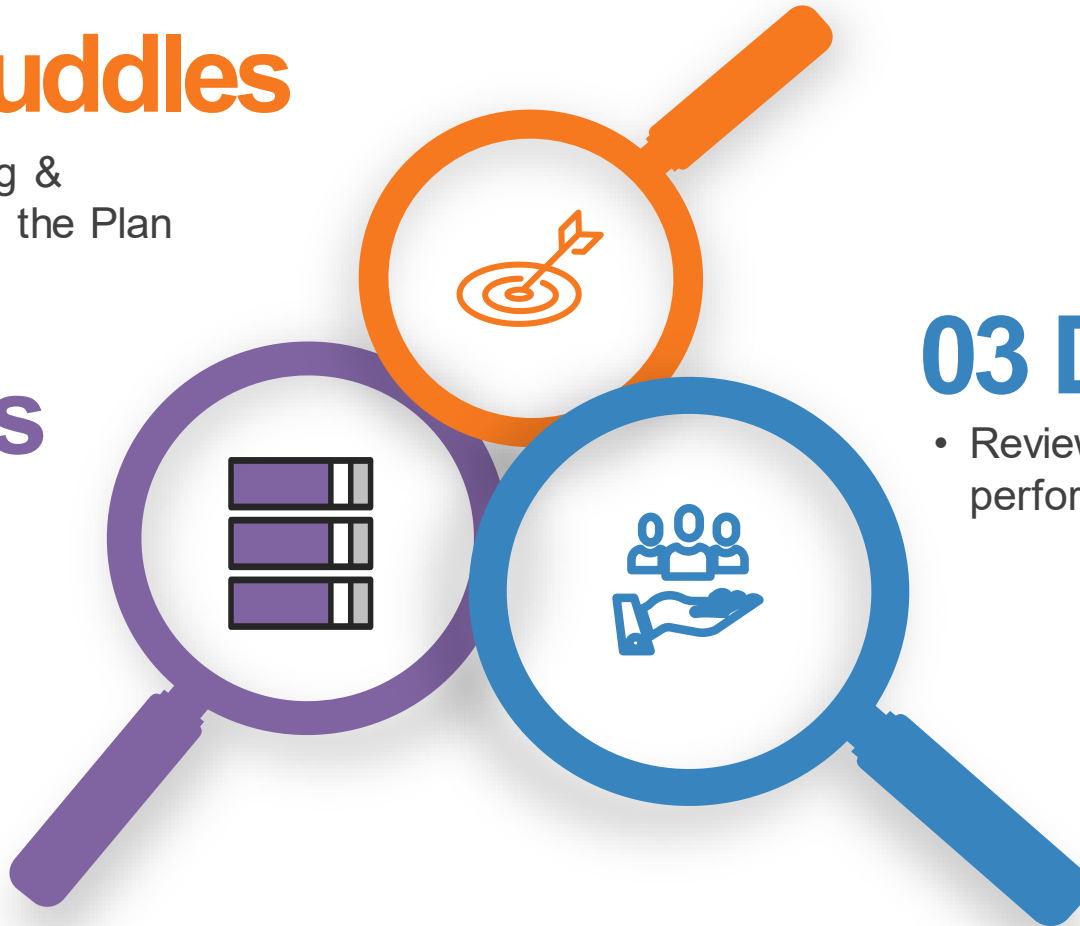 uddles
g &
the Plan
s
03 D
• Review
perfor